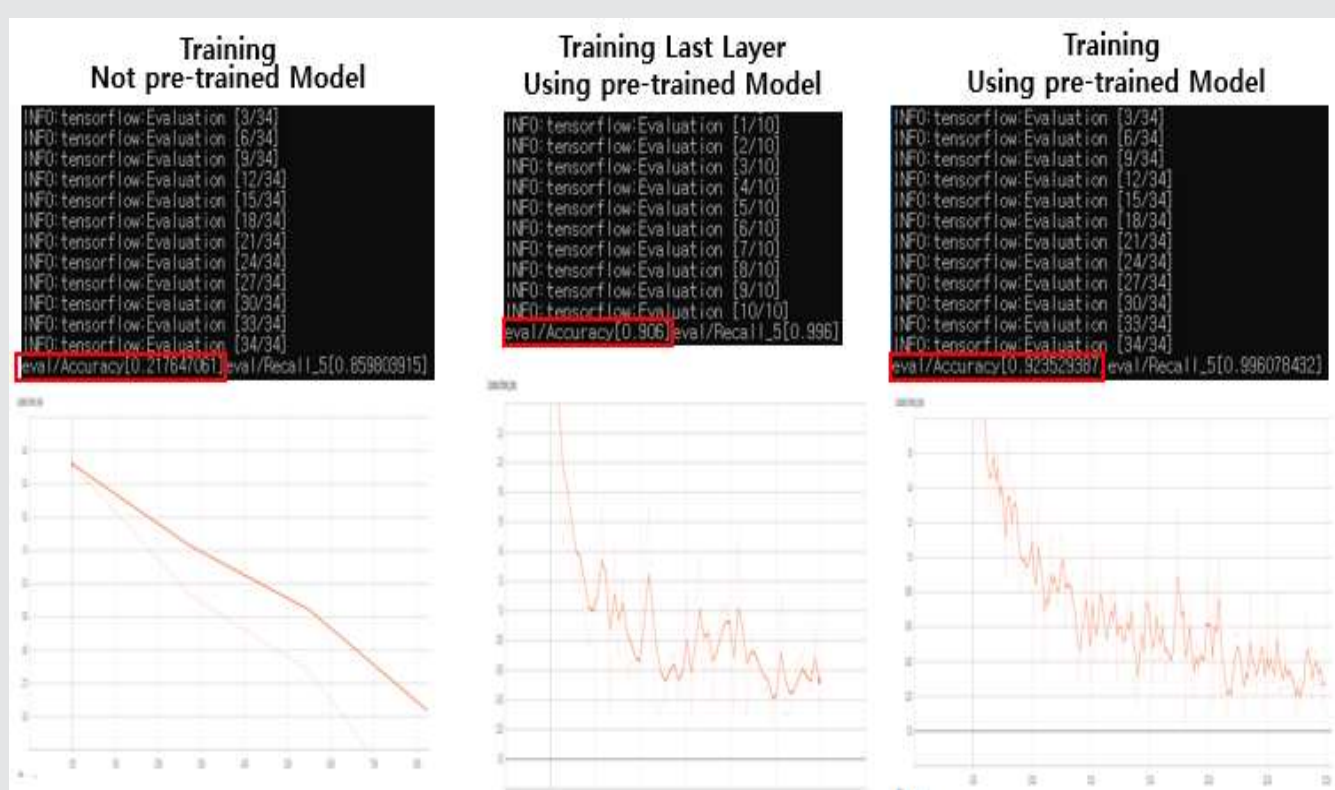 Training
Not pre-trained Model
INFO:tensorflow:Evaluation [3/34]
INFO:tensorflow:Evaluation [6/34]
INFO:tensorflow:Evaluation [9/34]
INFO:tensorflow:Evaluation [12/34]
INFO:tensorflow:Evaluation [15/34]
INFO:tensorflow:Evaluation [18/34]
INFO:tensorflow:Evaluation [21/34]
INFO:tensorflow:Evaluation [24/34]
INFO:tensorflow:Evaluation [27/34]
INFO:tensorflow:Evaluation [30/34]
INFO:tensorflow:Evaluation [33/34]
INFO:tensorflow:Evaluation [34/34]
eval/Accuracy[0.217647061]eval/Recall_5[0.859803915]
Training Last Layer
Using pre-trained Model
INFO:tensorflow:Evaluation [1/10]
INFO:tensorflow:Evaluation [2/10]
INFO:tensorflow:Evaluation [3/10]
INFO:tensorflow:Evaluation [4/10]
INFO:tensorflow:Evaluation [5/10]
INFO:tensorflow:Evaluation [6/10]
INFO:tensorflow:Evaluation [7/10]
INFO:tensorflow:Evaluation [8/10]
INFO:tensorflow:Evaluation [9/10]
INFO:tensorflow:Evaluation [10/10]
eval/Accuracy[0.906]eval/Recall_5[0.996]
Training
Using pre-trained Model
INFO:tensorflow:Evaluation [3/34]
INFO:tensorflow:Evaluation [6/34]
INFO:tensorflow:Evaluation [9/34]
INFO:tensorflow:Evaluation [12/34]
INFO:tensorflow:Evaluation [15/34]
INFO:tensorflow:Evaluation [18/34]
INFO:tensorflow:Evaluation [21/34]
INFO:tensorflow:Evaluation [24/34]
INFO:tensorflow:Evaluation [27/34]
INFO:tensorflow:Evaluation [30/34]
INFO:tensorflow:Evaluation [33/34]
INFO:tensorflow:Evaluation [34/34]
eval/Accuracy[0.923529387]eval/Recall_5[0.996078432]